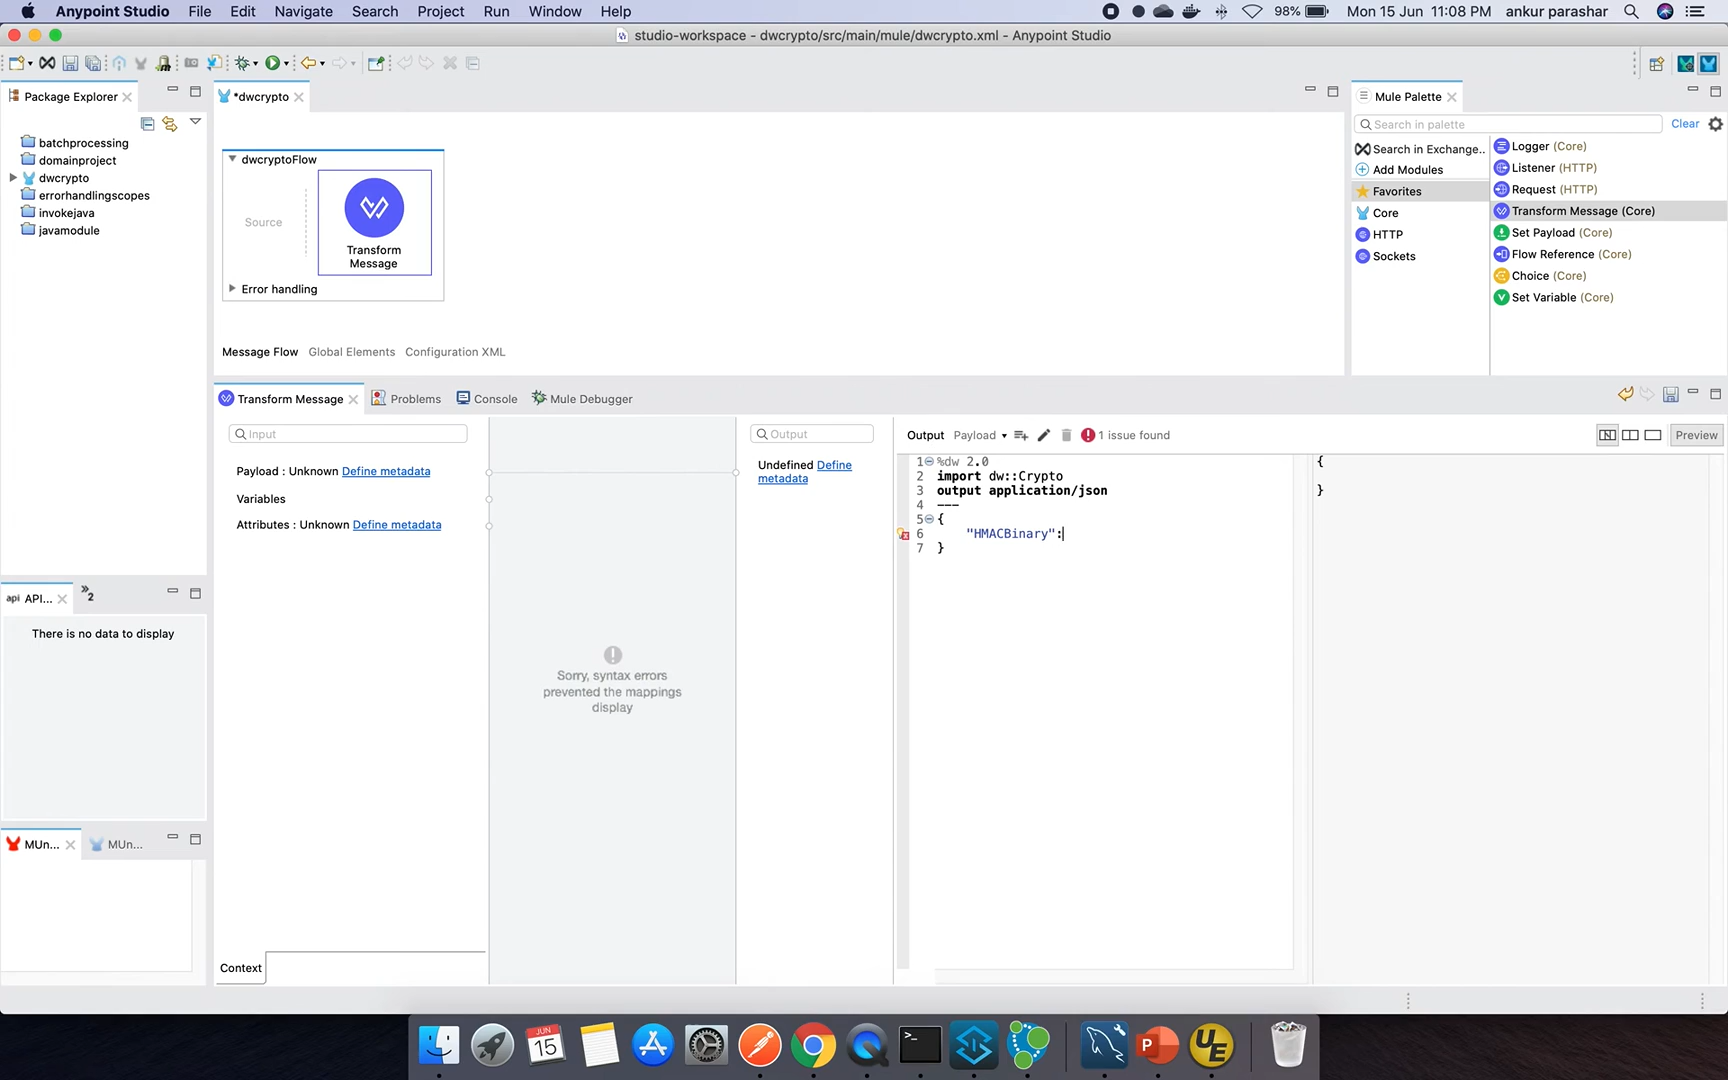 Anypoint Studio File Edit Navigate Search Project Run Window Help 98% Mon 15 Jun 11:08 PM ankur parashar
studio-workspace - dwcrypto/src/main/mule/dwcrypto.xml - Anypoint Studio
Package Explorer
batchprocessing
domainproject
dwcrypto
errorhandlingscopes
invokejava
javamodule
*dwcrypto
dwcryptoFlow
Source
Transform
Message
Error handling
Message Flow Global Elements Configuration XML
Mule Palette
Search in palette Clear
Search in Exchange..
Add Modules
Favorites
Core
HTTP
Sockets
Logger (Core)
Listener (HTTP)
Request (HTTP)
Transform Message (Core)
Set Payload (Core)
Flow Reference (Core)
Choice (Core)
Set Variable (Core)
Transform Message Problems Console Mule Debugger
Input
Payload : Unknown Define metadata
Variables
Attributes : Unknown Define metadata
Context
Sorry, syntax errors
prevented the mappings
display
Output
Undefined Define
metadata
Output Payload 1 issue found Preview
1 %dw 2.0
2 import dw::Crypto
3 output application/json
4 ---
5 {
6 "HMACBinary":
7 }
{
}
api API... 2
There is no data to display
MUn... MUn...
JUN
15
>_
P
UE